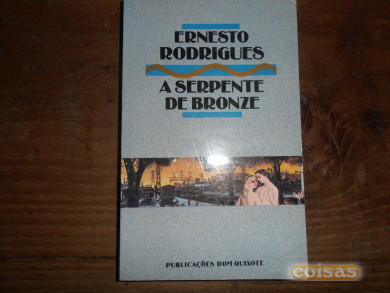 ERNESTO
RODRIGUES
A SERPENTE
DE BRONZE
PUBLICAÇÕES DOM QUIXOTE
coisas